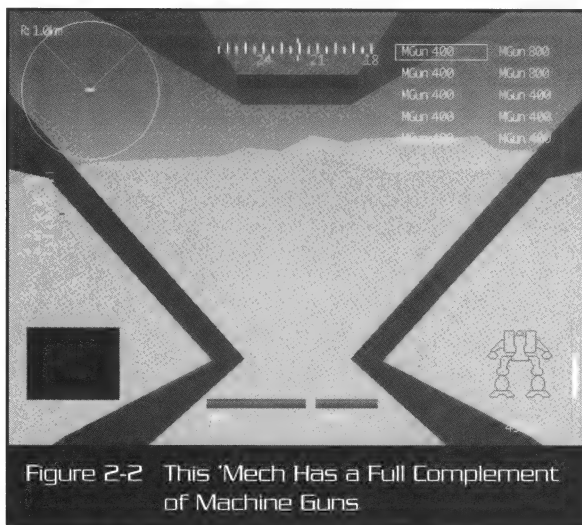 R: 1.0km
24 21 18
MGun 400 MGun 800
MGun 400 MGun 800
MGun 400 MGun 400
MGun 400 MGun 400
MGun 400
Figure 2-2 This 'Mech Has a Full Complement
of Machine Guns